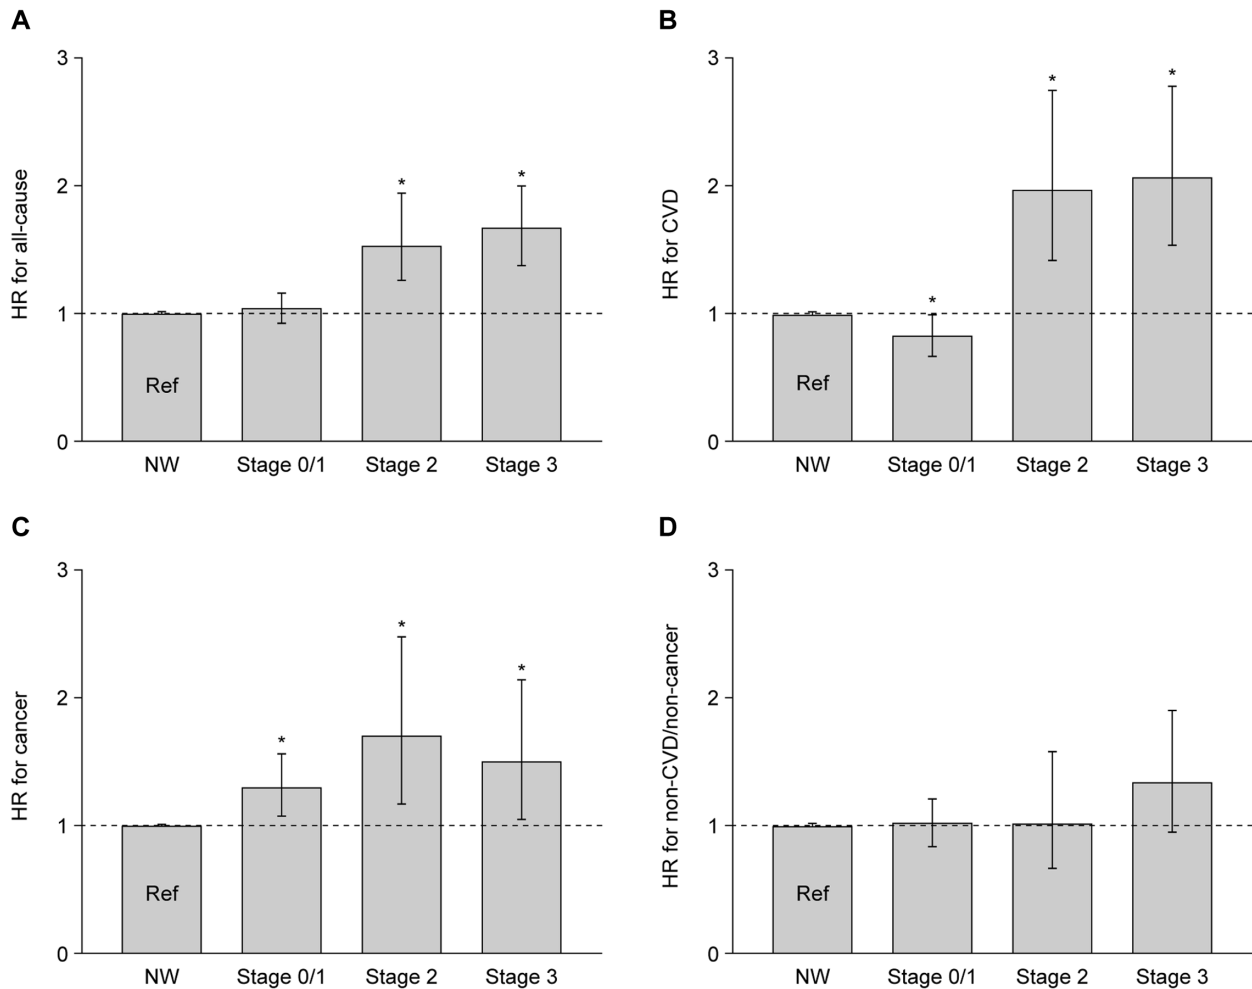 A
HR for all-cause
3
2
1
0
*
*
Ref
NW
Stage 0/1
Stage 2
Stage 3
B
HR for CVD
3
2
1
0
*
*
*
Ref
NW
Stage 0/1
Stage 2
Stage 3
C
HR for cancer
3
2
1
0
*
*
*
Ref
NW
Stage 0/1
Stage 2
Stage 3
D
HR for non-CVD/non-cancer
3
2
1
0
Ref
NW
Stage 0/1
Stage 2
Stage 3